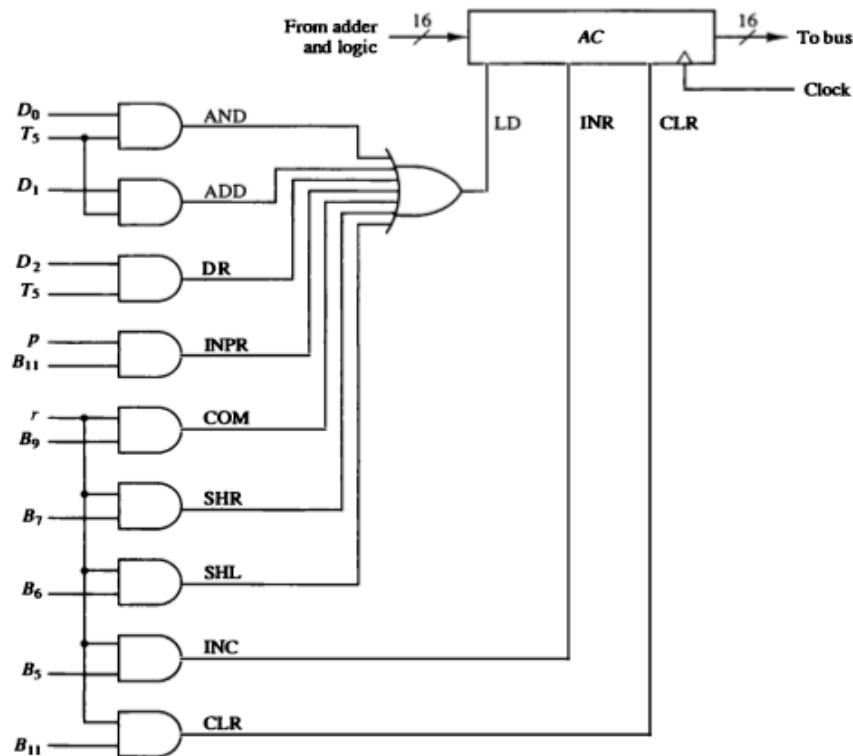 From adder
and logic
16
AC
16
To bus
Clock
LD
INR
CLR
D0
T5
AND
D1
ADD
D2
T5
DR
p
B11
INPR
r
B9
COM
B7
SHR
B6
SHL
B5
INC
B11
CLR